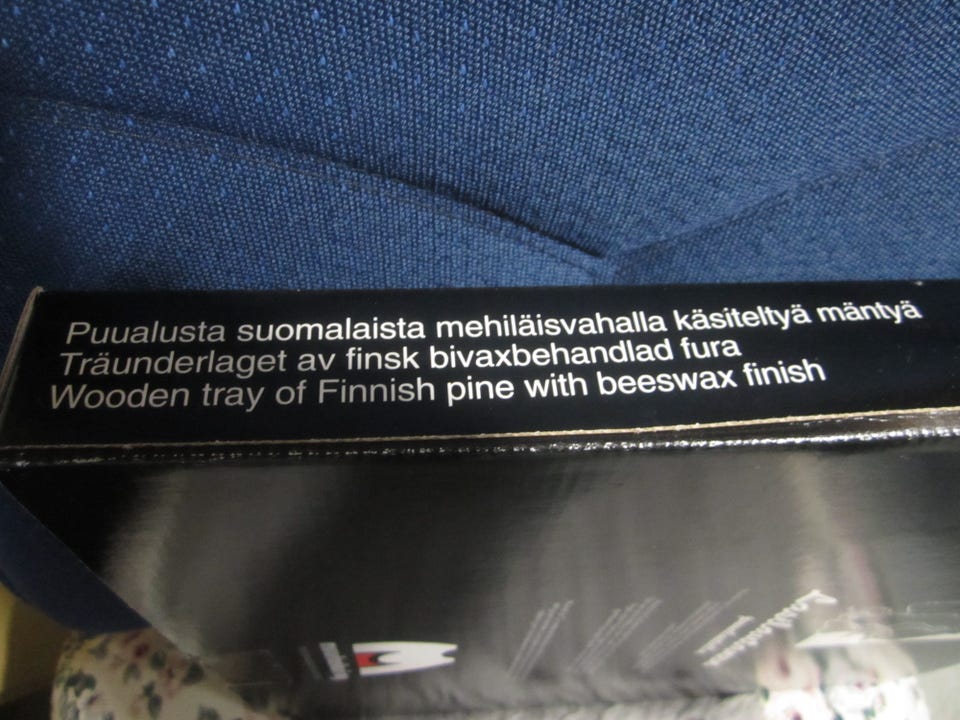 Puualusta suomalaista mehiläisvahalla käsiteltyä mäntyä
Träunderlaget av finsk bivaxbehandlad fura
Wooden tray of Finnish pine with beeswax finish